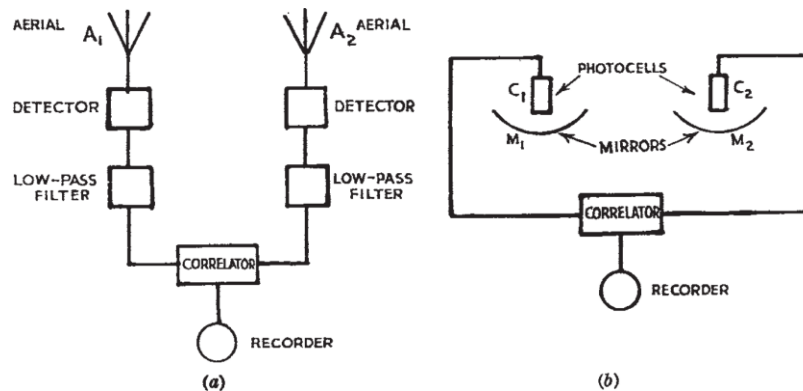 AERIAL
A1
A2
AERIAL
DETECTOR
DETECTOR
LOW-PASS
FILTER
LOW-PASS
FILTER
CORRELATOR
RECORDER
(a)
PHOTOCELLS
C1
C2
M1
MIRRORS
M2
CORRELATOR
RECORDER
(b)